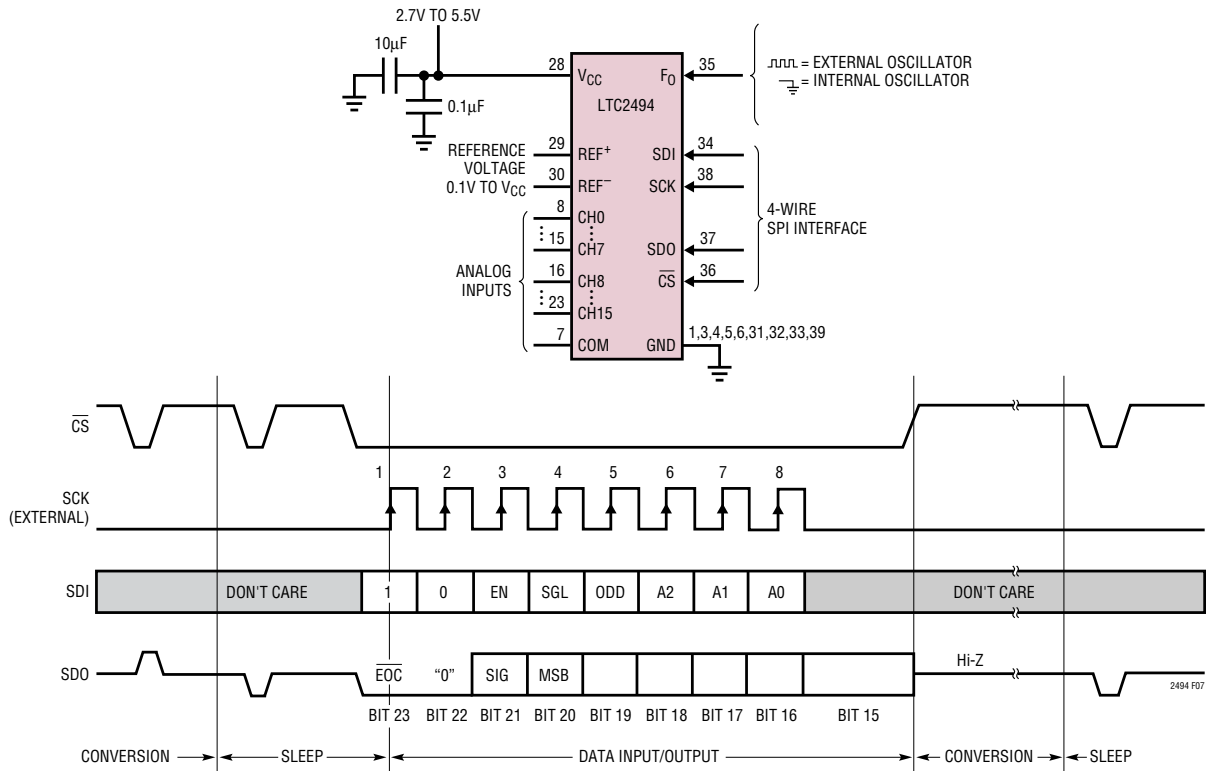 2.7V TO 5.5V
10µF
0.1µF
28
VCC
FO
35
LTC2494
= EXTERNAL OSCILLATOR
= INTERNAL OSCILLATOR
REFERENCE
VOLTAGE
0.1V TO VCC
29
REF+
30
REF−
SDI
34
SCK
38
8
CH0
15
CH7
16
CH8
23
CH15
7
COM
ANALOG
INPUTS
SDO
37
CS
36
4-WIRE
SPI INTERFACE
GND
1,3,4,5,6,31,32,33,39
CS
1 2 3 4 5 6 7 8
SCK
(EXTERNAL)
SDI DON'T CARE 1 0 EN SGL ODD A2 A1 A0 DON'T CARE
SDO EOC “0” SIG MSB Hi-Z
2494 F07
BIT 23 BIT 22 BIT 21 BIT 20 BIT 19 BIT 18 BIT 17 BIT 16 BIT 15
CONVERSION SLEEP DATA INPUT/OUTPUT CONVERSION SLEEP